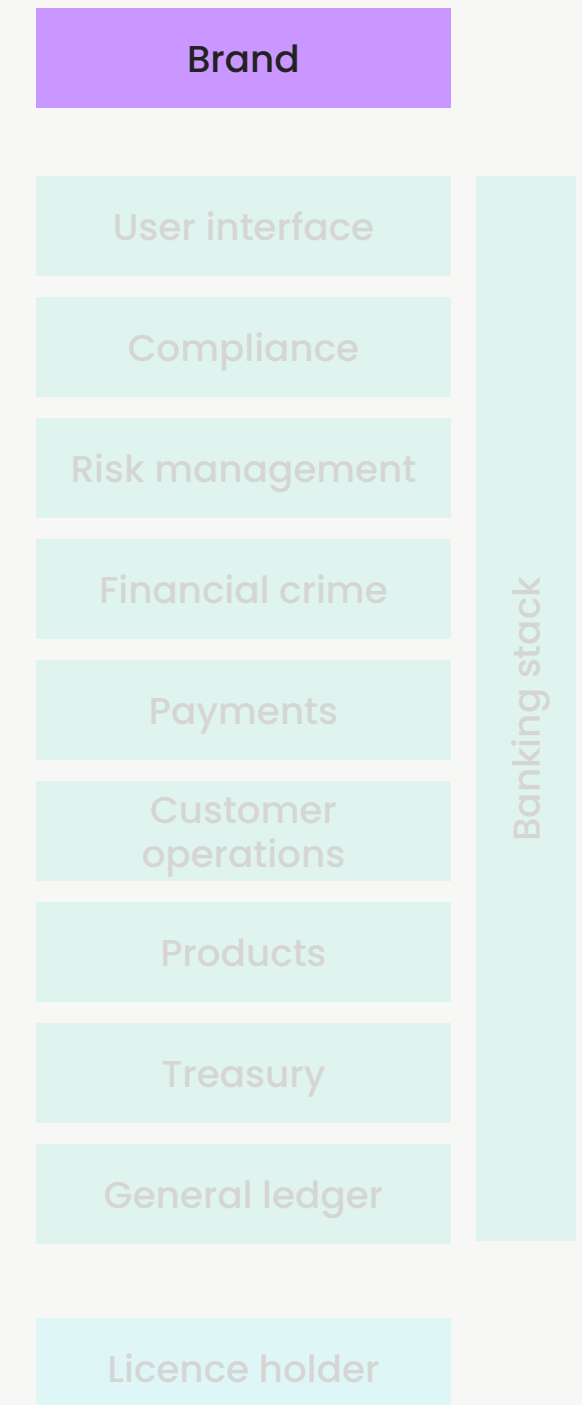 Brand
User interface
Compliance
Risk management
Financial crime
Payments
Customer
operations
Products
Treasury
General ledger
Banking stack
Licence holder